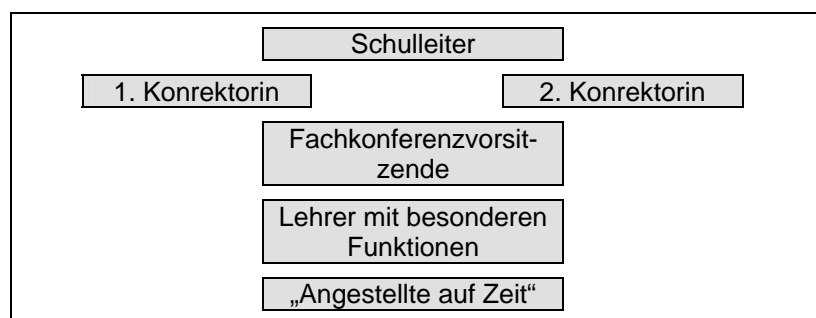 Schulleiter
1. Konrektorin
2. Konrektorin
Fachkonferenzvorsit-
zende
Lehrer mit besonderen
Funktionen
„Angestellte auf Zeit“